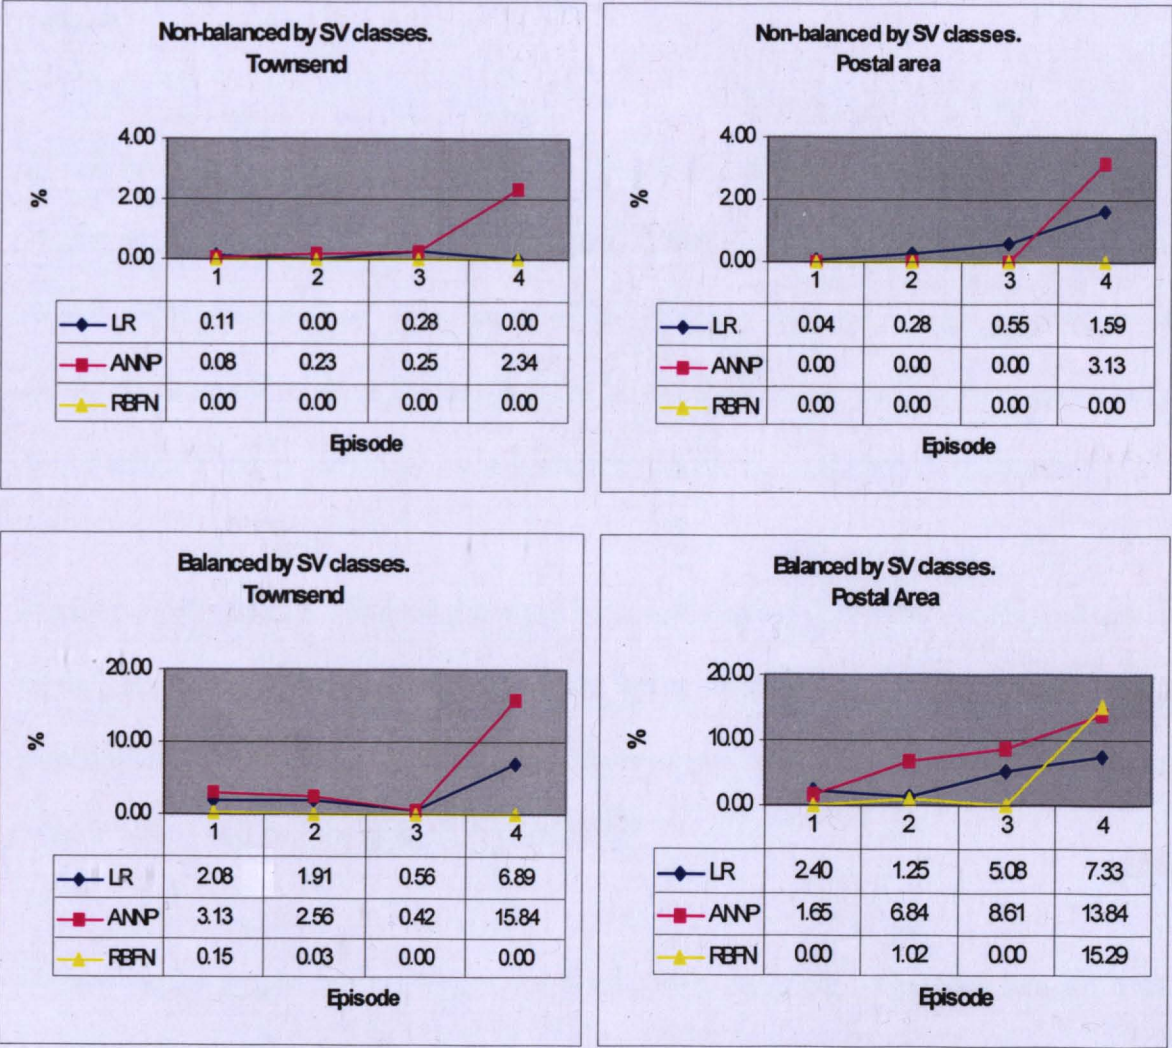 Non-balanced by SV classes.
Townsend
%
4.00
2.00
0.00
1 2 3 4
LR 0.11 0.00 0.28 0.00
ANNP 0.08 0.23 0.25 2.34
RBFN 0.00 0.00 0.00 0.00
Episode
Non-balanced by SV classes.
Postal area
%
4.00
2.00
0.00
1 2 3 4
LR 0.04 0.28 0.55 1.59
ANNP 0.00 0.00 0.00 3.13
RBFN 0.00 0.00 0.00 0.00
Episode
Balanced by SV classes.
Townsend
%
20.00
10.00
0.00
1 2 3 4
LR 2.08 1.91 0.56 6.89
ANNP 3.13 2.56 0.42 15.84
RBFN 0.15 0.03 0.00 0.00
Episode
Balanced by SV classes.
Postal Area
%
20.00
10.00
0.00
1 2 3 4
LR 2.40 1.25 5.08 7.33
ANNP 1.65 6.84 8.61 13.84
RBFN 0.00 1.02 0.00 15.29
Episode